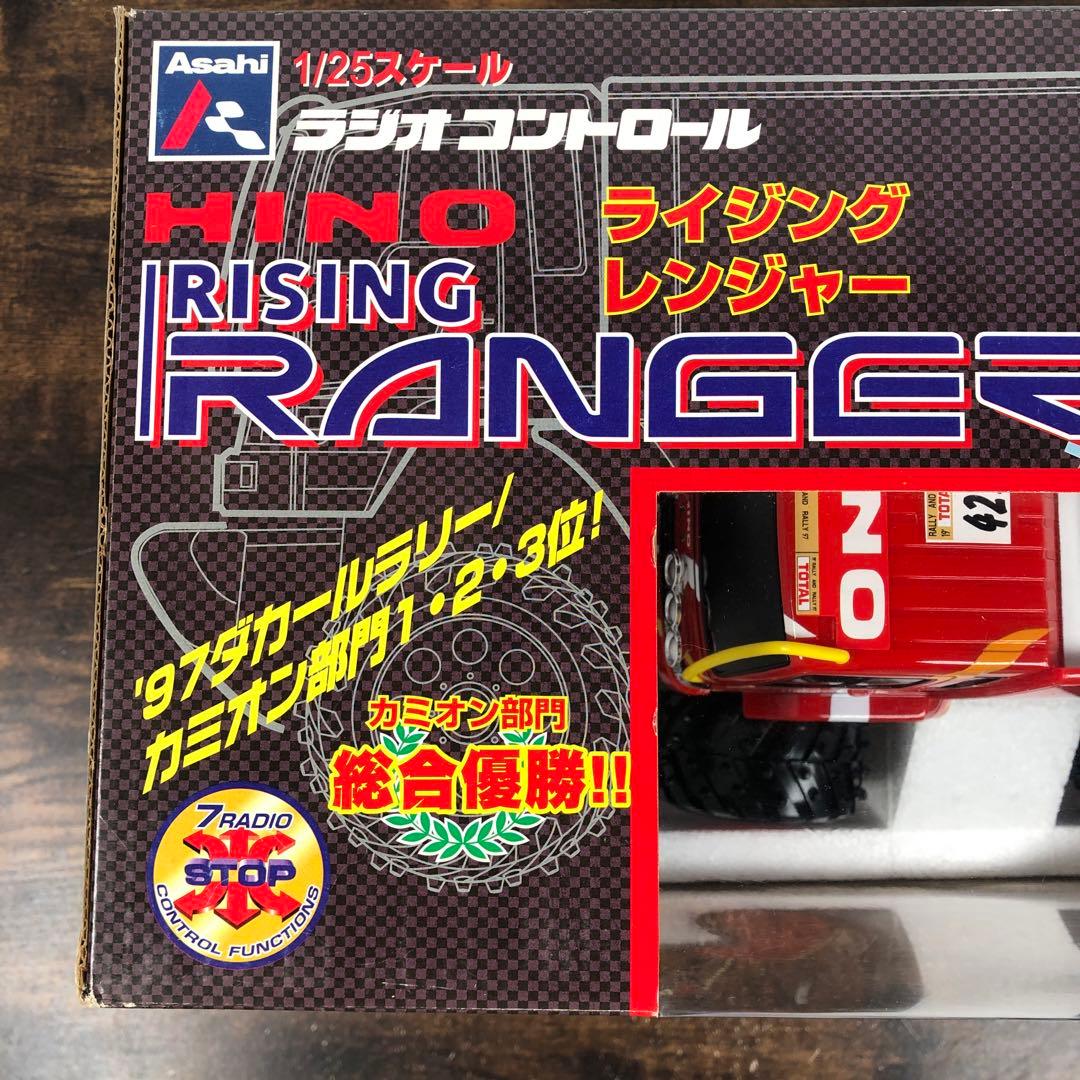 Asahi
1/25スケール
ラジオコントロール
HINO
ライジング
レンジャー
RISING
RANGER
'97ダカールラリー/
カミオン部門1・2・3位!
カミオン部門
総合優勝!!
7 RADIO
STOP
CONTROL FUNCTIONS
NO
TOTAL
RALLY AND
42